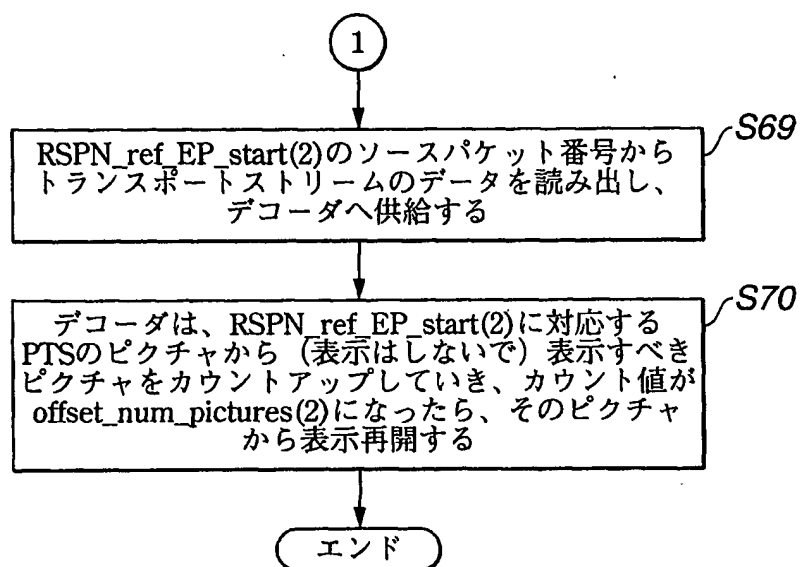 1
S69
RSPN_ref_EP_start(2)のソースパケット番号から
トランスポートストリームのデータを読み出し、
デコーダへ供給する
S70
デコーダは、RSPN_ref_EP_start(2)に対応する
PTSのピクチャから（表示はしないで）表示すべき
ピクチャをカウントアップしていき、カウント値が
offset_num_pictures(2)になったら、そのピクチャ
から表示再開する
エンド